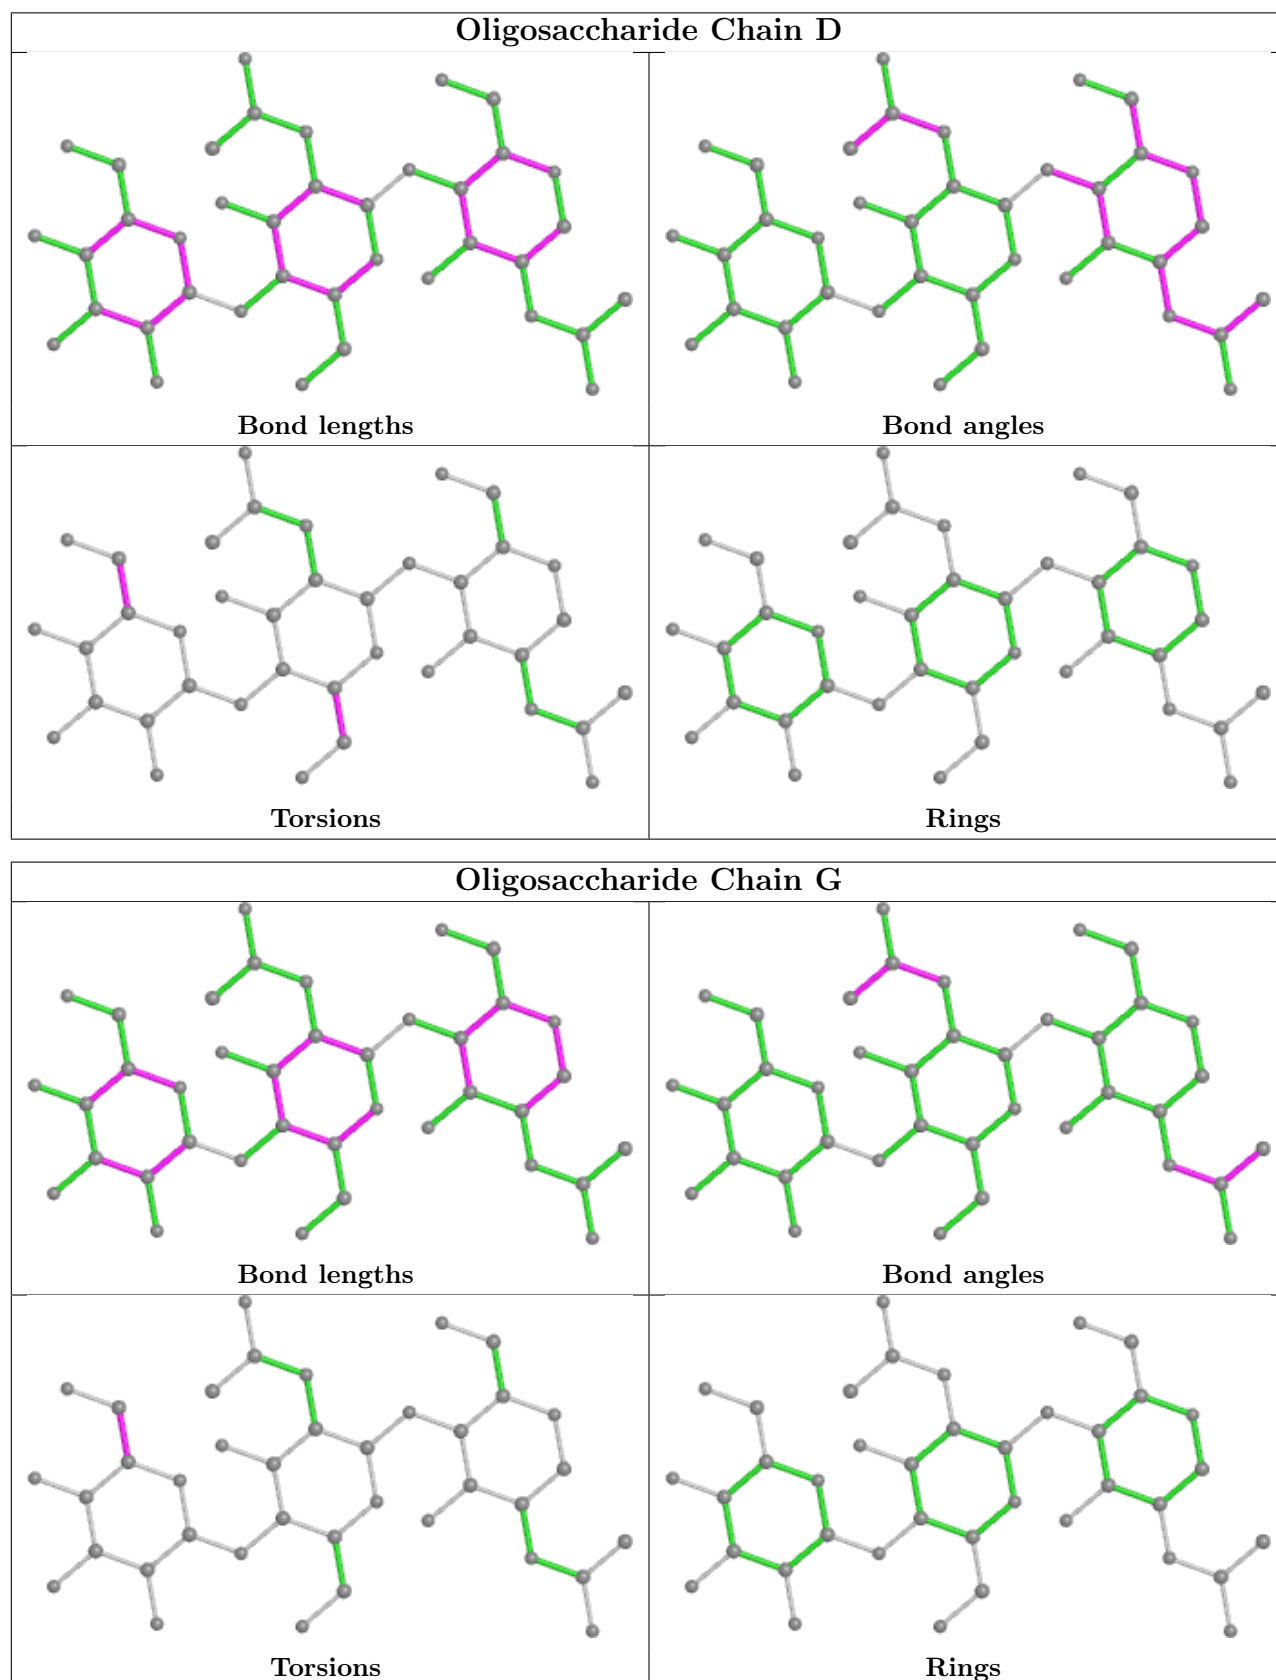 Oligosaccharide Chain D
Bond lengths
Bond angles
Torsions
Rings
Oligosaccharide Chain G
Bond lengths
Bond angles
Torsions
Rings